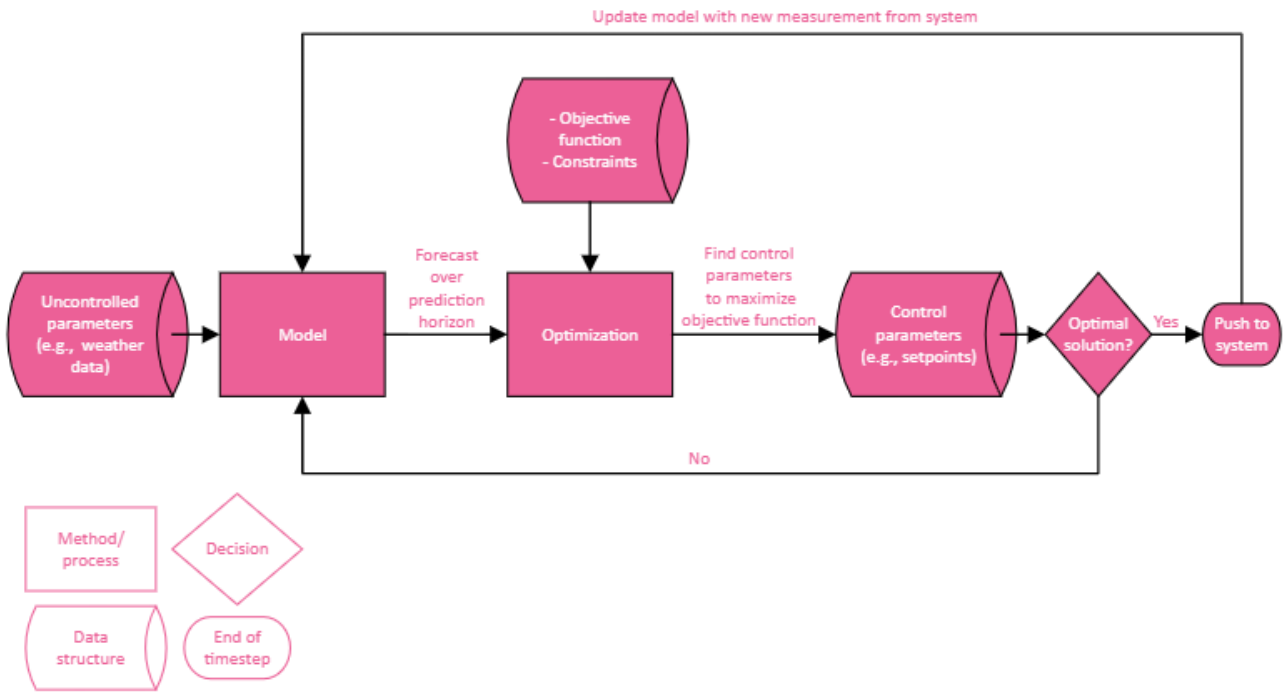 Update model with new measurement from system
- Objective
function
- Constraints
Forecast
over
prediction
horizon
Find control
parameters
to maximize
objective function
Uncontrolled
parameters
(e.g., weather
data)
Model
Optimization
Control
parameters
(e.g., setpoints)
Optimal
solution?
Yes
Push to
system
No
Method/
process
Decision
Data
structure
End of
timestep